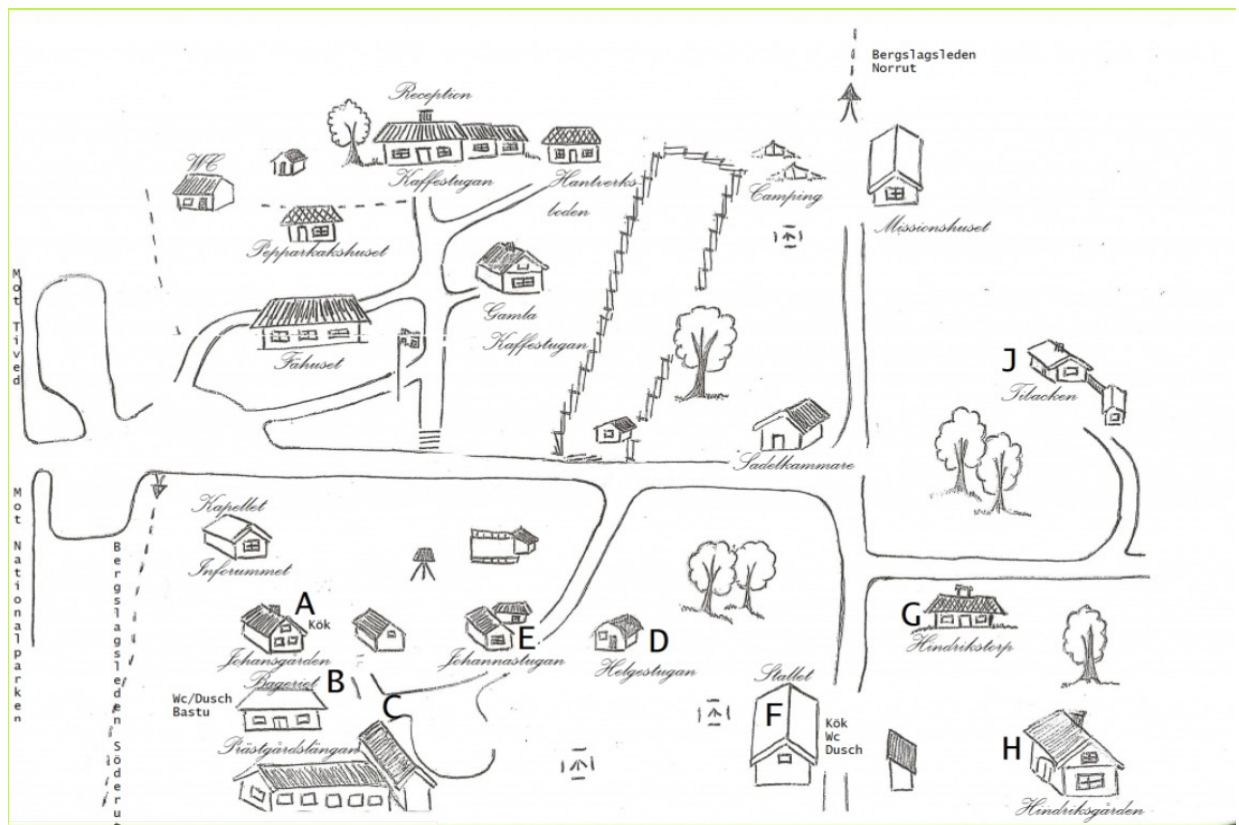 Bergslagsleden
Norrut
Reception
WC
Kaffestugan
Hantverks
boden
Camping
Missionshuset
Pepparkakshuset
Mot Tived
Gamla
Kaffestugan
Fähuset
J
Tibacken
Sadelkammare
Mot Nationalparken
Bergslagsleden Söderu
Kapellet
Inforummet
A
Kök
Johansgården
E
Johannastugan
D
Helgestugan
G
Hindrikstorp
Bageriet
B
Wc/Dusch
Bastu
C
Prästgårdslängan
Stallet
F
Kök
Wc
Dusch
H
Hindriksgården